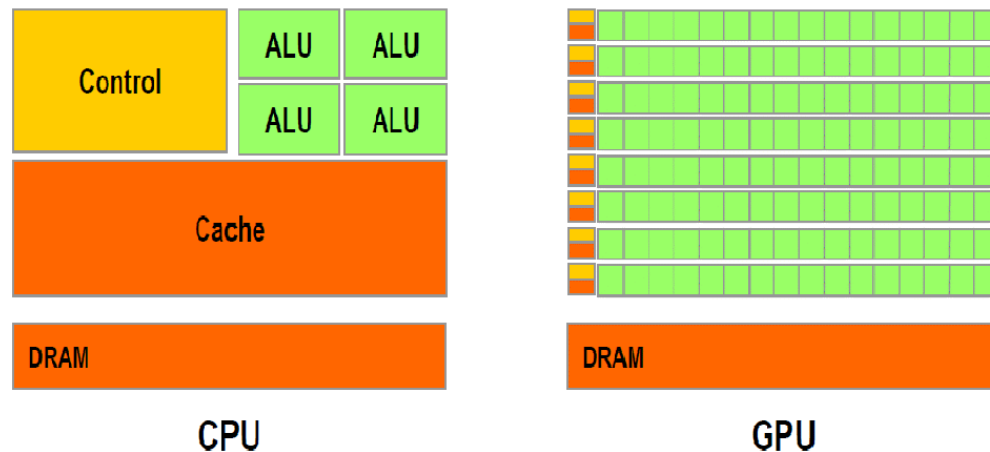 Control
ALU ALU
ALU ALU
Cache
DRAM
CPU
DRAM
GPU